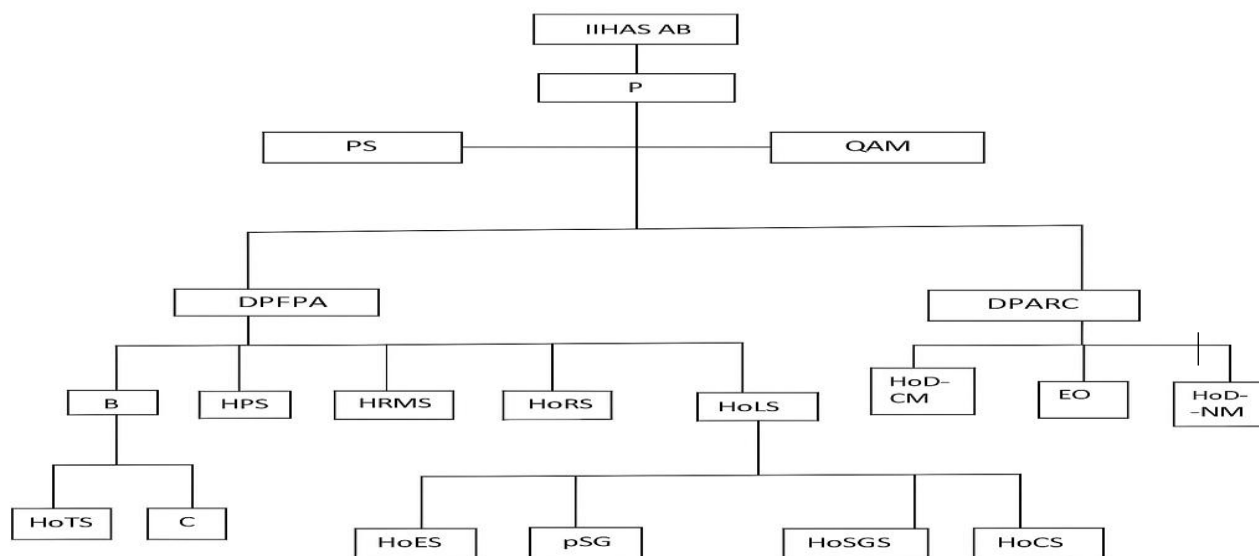 IIHAS AB
P
PS
QAM
DPFPA
DPARC
B
HPS
HRMS
HoRS
HoLS
HoD-
CM
EO
HoD-
-NM
HoTS
C
HoES
pSG
HoSGS
HoCS